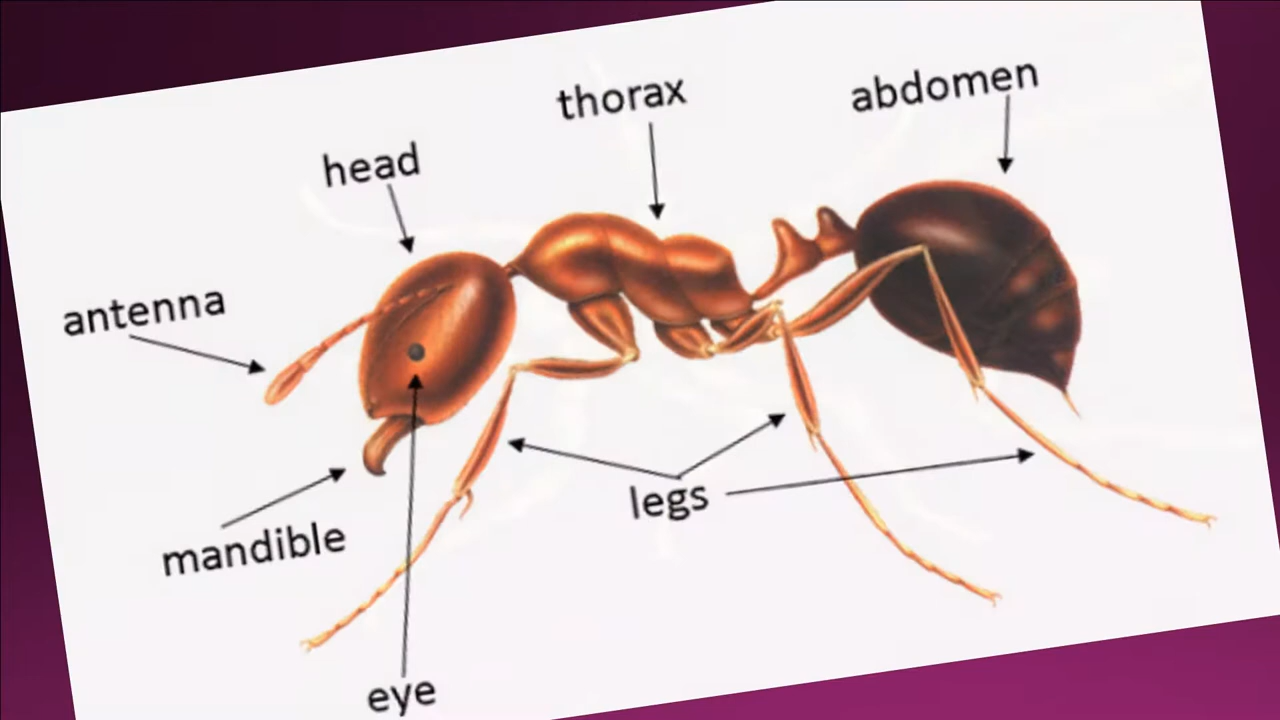 thorax
abdomen
head
antenna
legs
mandible
eye